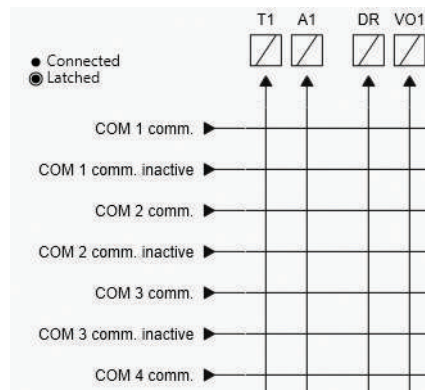 T1 A1 DR VO1
Connected
Latched
COM 1 comm.
COM 1 comm. inactive
COM 2 comm.
COM 2 comm. inactive
COM 3 comm.
COM 3 comm. inactive
COM 4 comm.